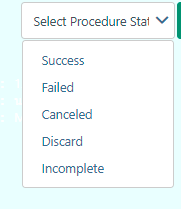 Select Procedure Stat
Success
Failed
Canceled
Discard
Incomplete